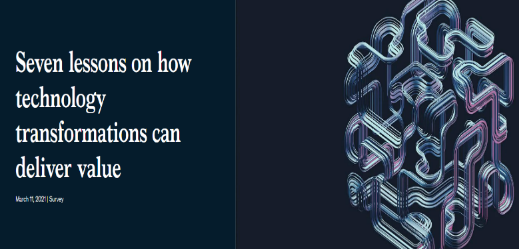 Seven lessons on how
technology
transformations can
deliver value
March 11, 2021 | Survey